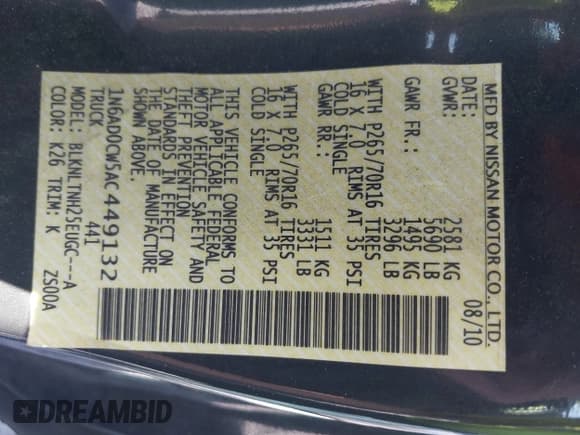 MFD BY NISSAN MOTOR CO., LTD.
08/10
GVWR: 2581 KG
5690 LB
GAWR FR.: 1495 KG
3296 LB
WITH P265/70R16 TIRES
16 X 7.0 RIMS AT 35 PSI
COLD SINGLE
GAWR RR.: 1511 KG
3331 LB
WITH P265/70R16 TIRES
16 X 7.0 RIMS AT 35 PSI
COLD SINGLE
THIS VEHICLE CONFORMS TO
ALL APPLICABLE FEDERAL
MOTOR VEHICLE SAFETY AND
THEFT PREVENTION
STANDARDS IN EFFECT ON
THE DATE OF MANUFACTURE
SHOWN ABOVE.
1N6AD0CW5AC449132
TRUCK 441
MODEL: BLKNLTNH25EUGC---A
COLOR: K26 TRIM: K ZS00A
DREAMBID